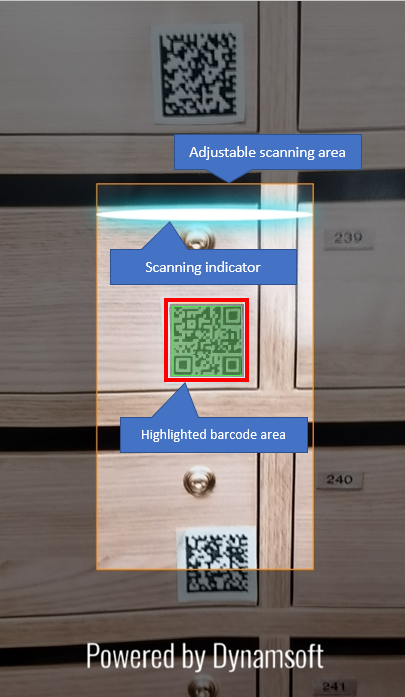 Adjustable scanning area
239
Scanning indicator
Highlighted barcode area
240
Powered by Dynamsoft
241